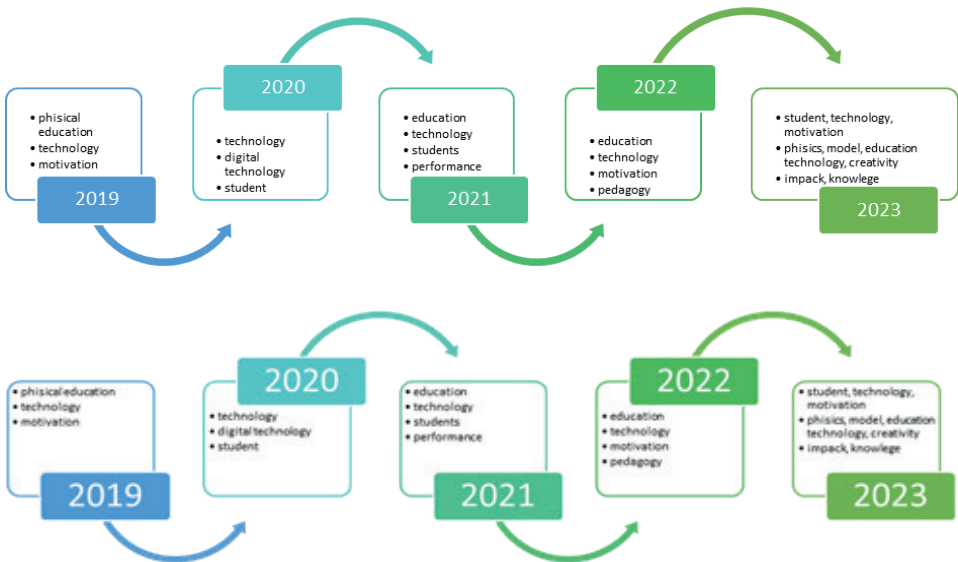 2020
2022
• phisical
education
• technology
• motivation
• technology
• digital
technology
• student
• education
• technology
• students
• performance
• education
• technology
• motivation
• pedagogy
• student, technology,
motivation
• phisics, model, education
technology, creativity
• impack, knowlege
2019
2021
2023
2020
2022
• phisical education
• technology
• motivation
• technology
• digital technology
• student
• education
• technology
• students
• performance
• education
• technology
• motivation
• pedagogy
• student, technology,
motivation
• phisics, model, education
technology, creativity
• impack, knowlege
2019
2021
2023